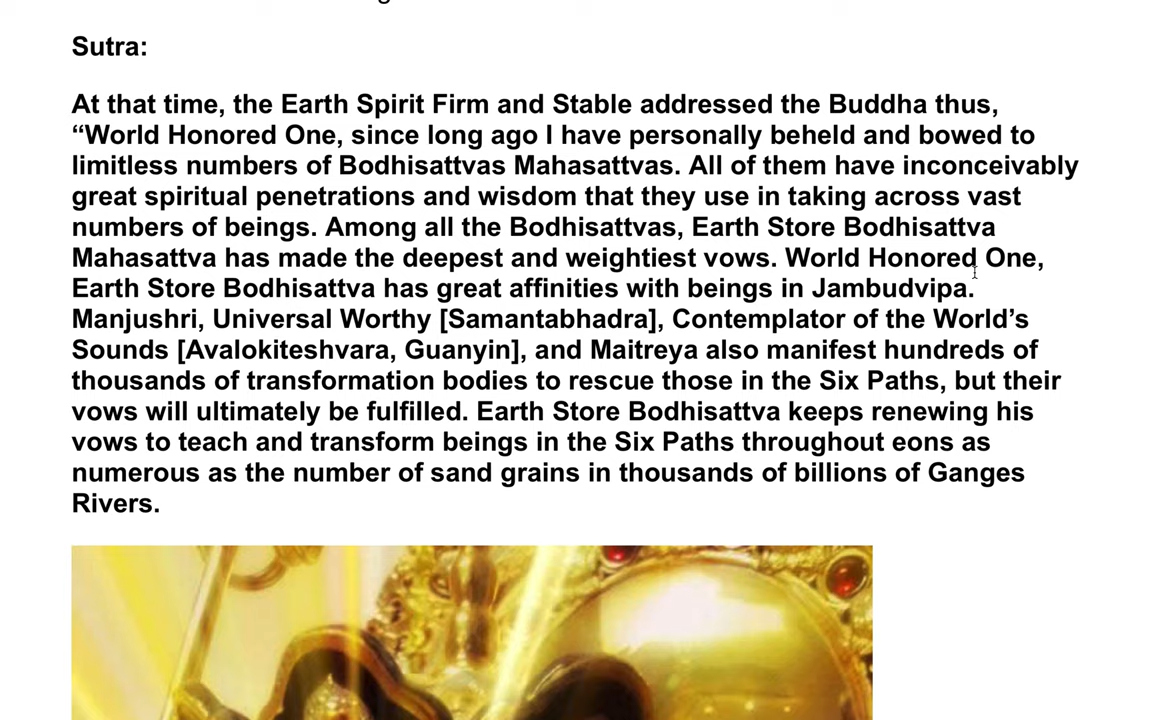 Sutra:
At that time, the Earth Spirit Firm and Stable addressed the Buddha thus,
“World Honored One, since long ago I have personally beheld and bowed to
limitless numbers of Bodhisattvas Mahasattvas. All of them have inconceivably
great spiritual penetrations and wisdom that they use in taking across vast
numbers of beings. Among all the Bodhisattvas, Earth Store Bodhisattva
Mahasattva has made the deepest and weightiest vows. World Honored One,
Earth Store Bodhisattva has great affinities with beings in Jambudvipa.
Manjushri, Universal Worthy [Samantabhadra], Contemplator of the World’s
Sounds [Avalokiteshvara, Guanyin], and Maitreya also manifest hundreds of
thousands of transformation bodies to rescue those in the Six Paths, but their
vows will ultimately be fulfilled. Earth Store Bodhisattva keeps renewing his
vows to teach and transform beings in the Six Paths throughout eons as
numerous as the number of sand grains in thousands of billions of Ganges
Rivers.